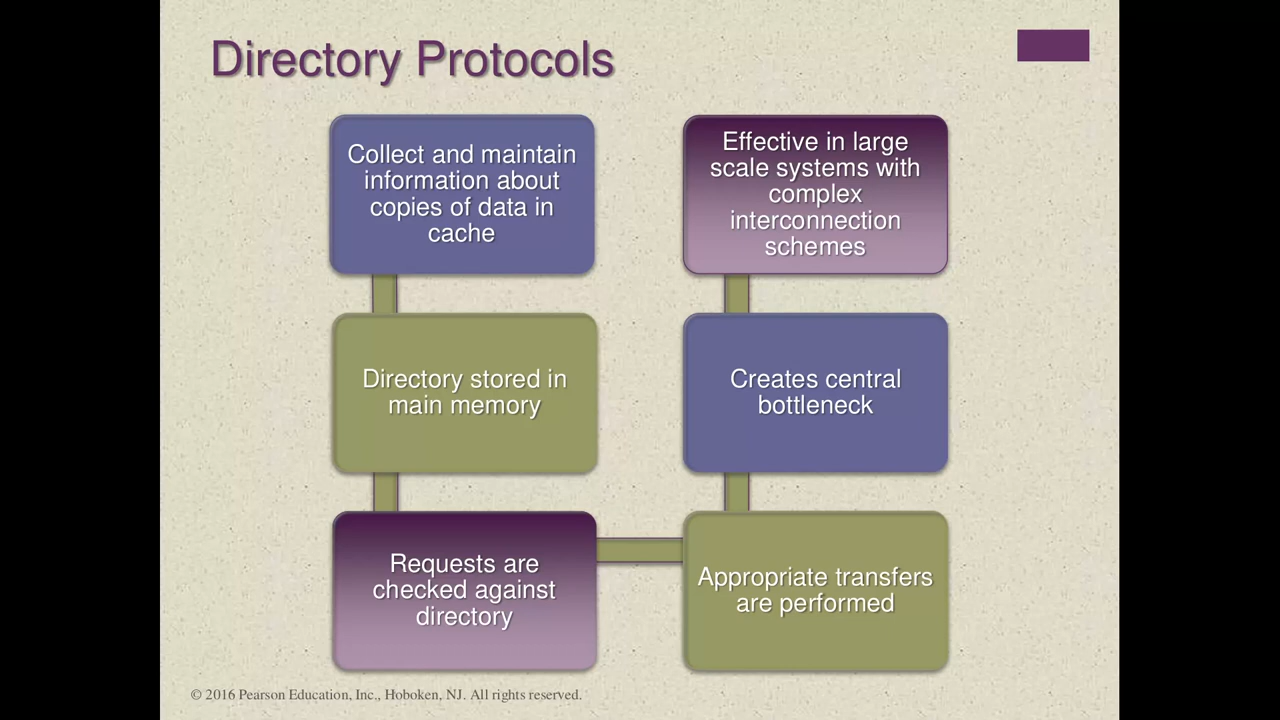 Directory Protocols
Collect and maintain
information about
copies of data in
cache
Directory stored in
main memory
Requests are
checked against
directory
Appropriate transfers
are performed
Creates central
bottleneck
Effective in large
scale systems with
complex
interconnection
schemes
© 2016 Pearson Education, Inc., Hoboken, NJ. All rights reserved.